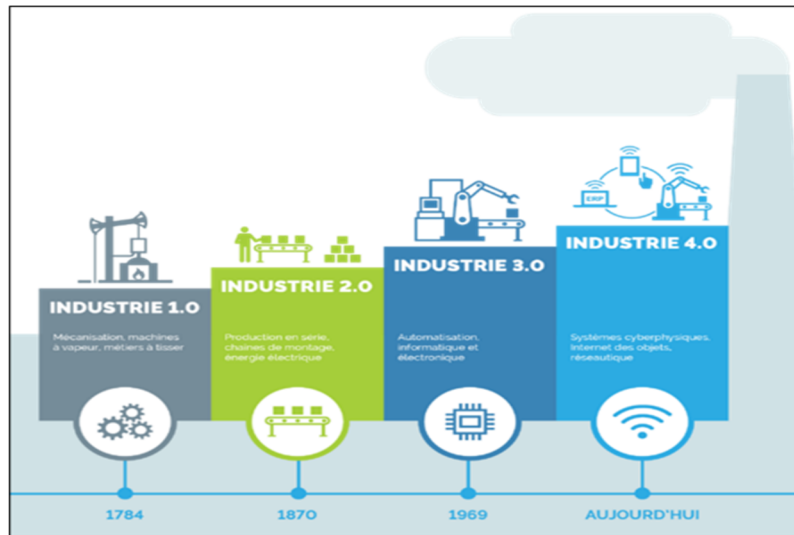 ERP
INDUSTRIE 1.0
Mécanisation, machines
à vapeur, métiers à tisser
INDUSTRIE 2.0
Production en série,
chaînes de montage,
énergie électrique
INDUSTRIE 3.0
Automatisation,
informatique et
électronique
INDUSTRIE 4.0
Systèmes cyberphysiques,
Internet des objets,
réseautique
1784
1870
1969
AUJOURD'HUI